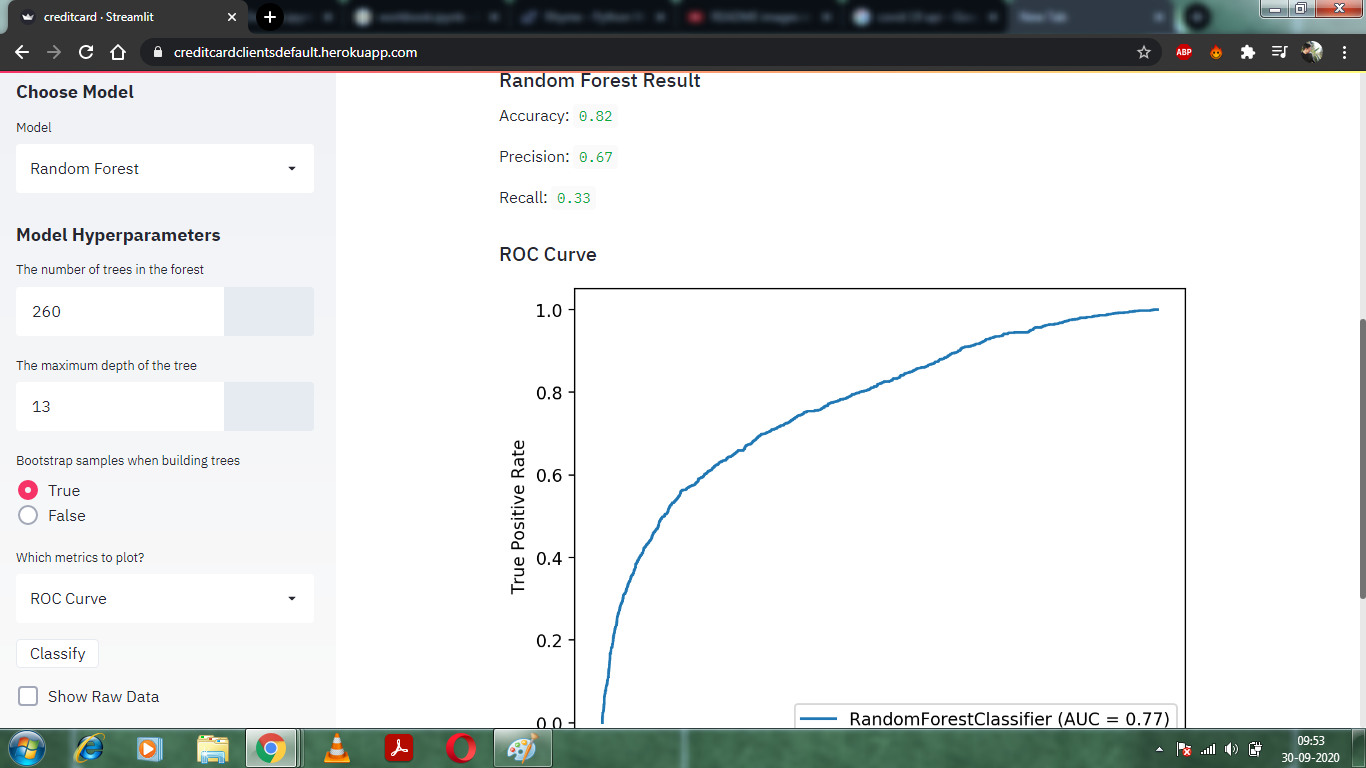 creditcard · Streamlit
New Tab
creditcardclientsdefault.herokuapp.com
ABP
Choose Model
Model
Random Forest
Model Hyperparameters
The number of trees in the forest
260
The maximum depth of the tree
13
Bootstrap samples when building trees
True
False
Which metrics to plot?
ROC Curve
Classify
Show Raw Data
Random Forest Result
Accuracy: 0.82
Precision: 0.67
Recall: 0.33
ROC Curve
1.0
0.8
0.6
0.4
0.2
0.0
True Positive Rate
RandomForestClassifier (AUC = 0.77)
09:53
30-09-2020